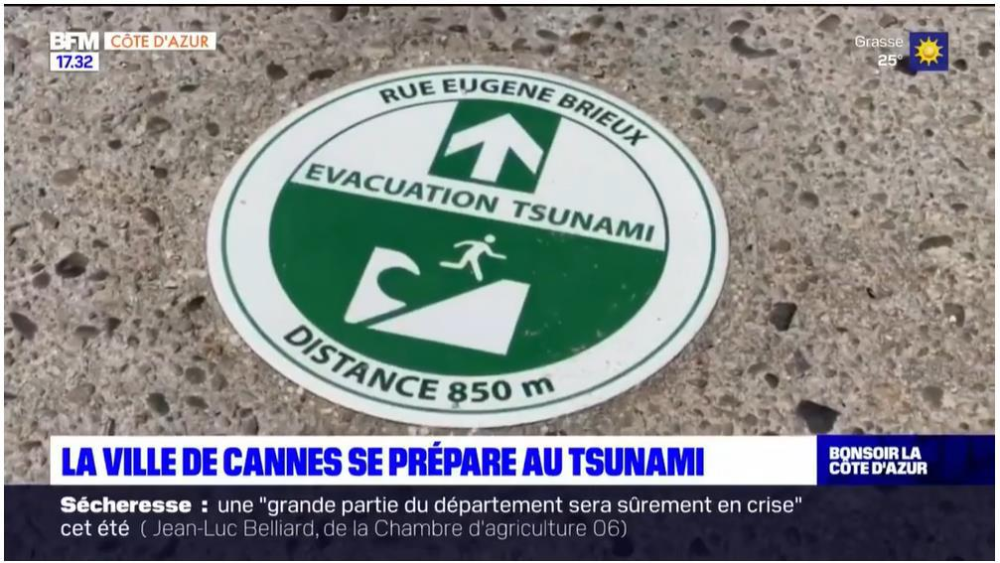 BFM CÔTE D'AZUR
17.32
Grasse
25°
RUE EUGENE BRIEUX
EVACUATION TSUNAMI
DISTANCE 850 m
LA VILLE DE CANNES SE PRÉPARE AU TSUNAMI
BONSOIR LA
CÔTE D'AZUR
Sécheresse : une "grande partie du département sera sûrement en crise"
cet été ( Jean-Luc Belliard, de la Chambre d'agriculture 06)